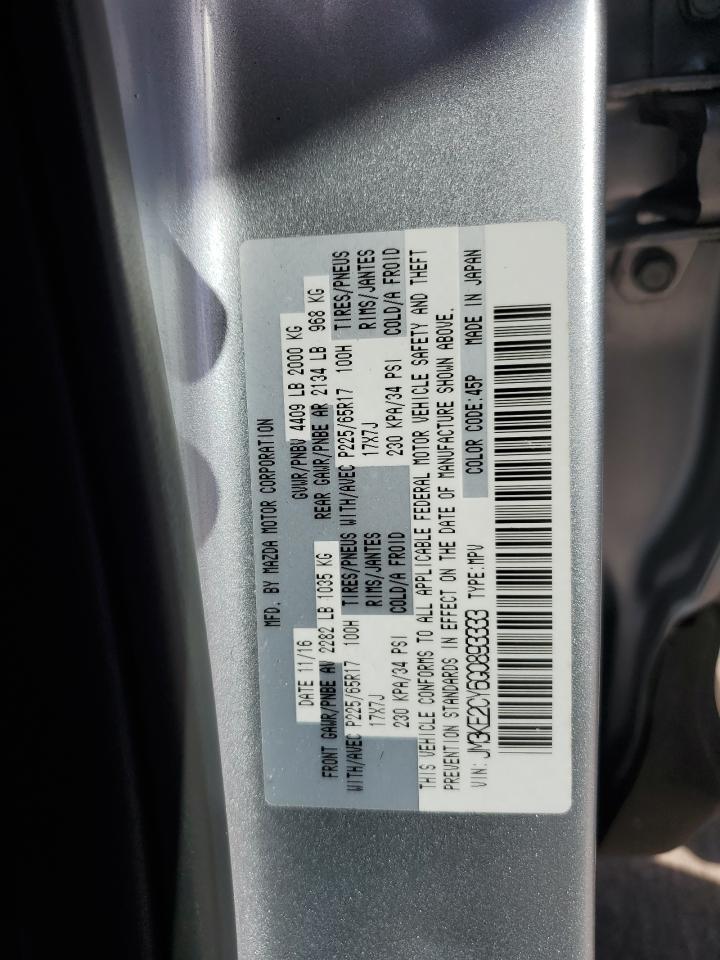 MFD. BY MAZDA MOTOR CORPORATION
DATE 11/16 GVWR/PNBV 4409 LB 2000 KG
FRONT GAWR/PNBE AV 2282 LB 1035 KG REAR GAWR/PNBE AR 2134 LB 968 KG
WITH/AVEC P225/65R17 100H TIRES/PNEUS WITH/AVEC P225/65R17 100H TIRES/PNEUS
17X7J RIMS/JANTES 17X7J RIMS/JANTES
230 KPA/34 PSI COLD/A FROID 230 KPA/34 PSI COLD/A FROID
THIS VEHICLE CONFORMS TO ALL APPLICABLE FEDERAL MOTOR VEHICLE SAFETY AND THEFT
PREVENTION STANDARDS IN EFFECT ON THE DATE OF MANUFACTURE SHOWN ABOVE.
VIN: JM3KE2CY6G0893333 TYPE:MPV COLOR CODE:45P MADE IN JAPAN